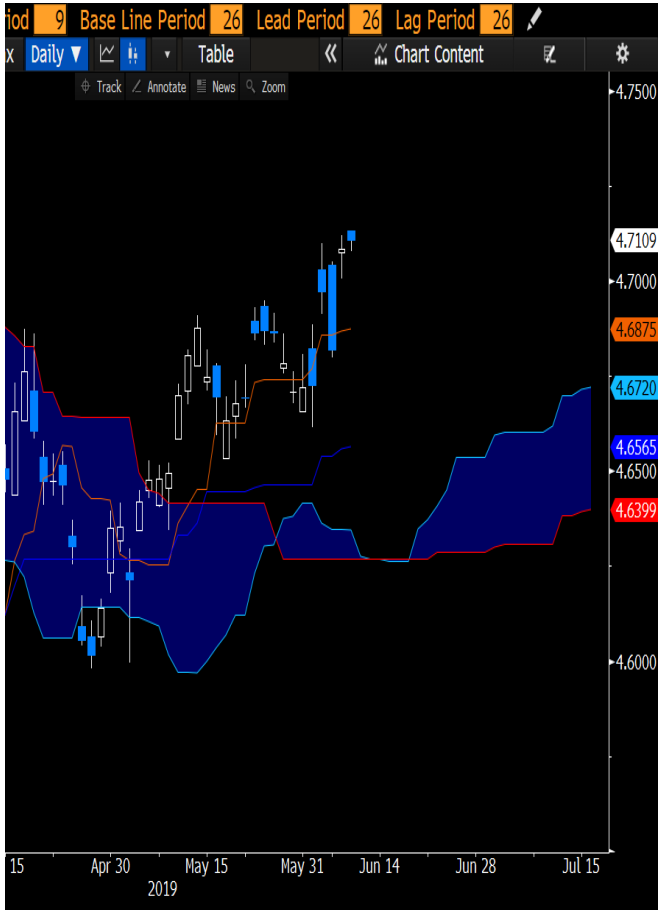 iod 9 Base Line Period 26 Lead Period 26 Lag Period 26
x Daily ▼ ▾ Table « Chart Content
Track Annotate News Zoom
4.7500
4.7109
4.7000
4.6875
4.6720
4.6565
4.6500
4.6399
4.6000
15 Apr 30 May 15 May 31 Jun 14 Jun 28 Jul 15
2019